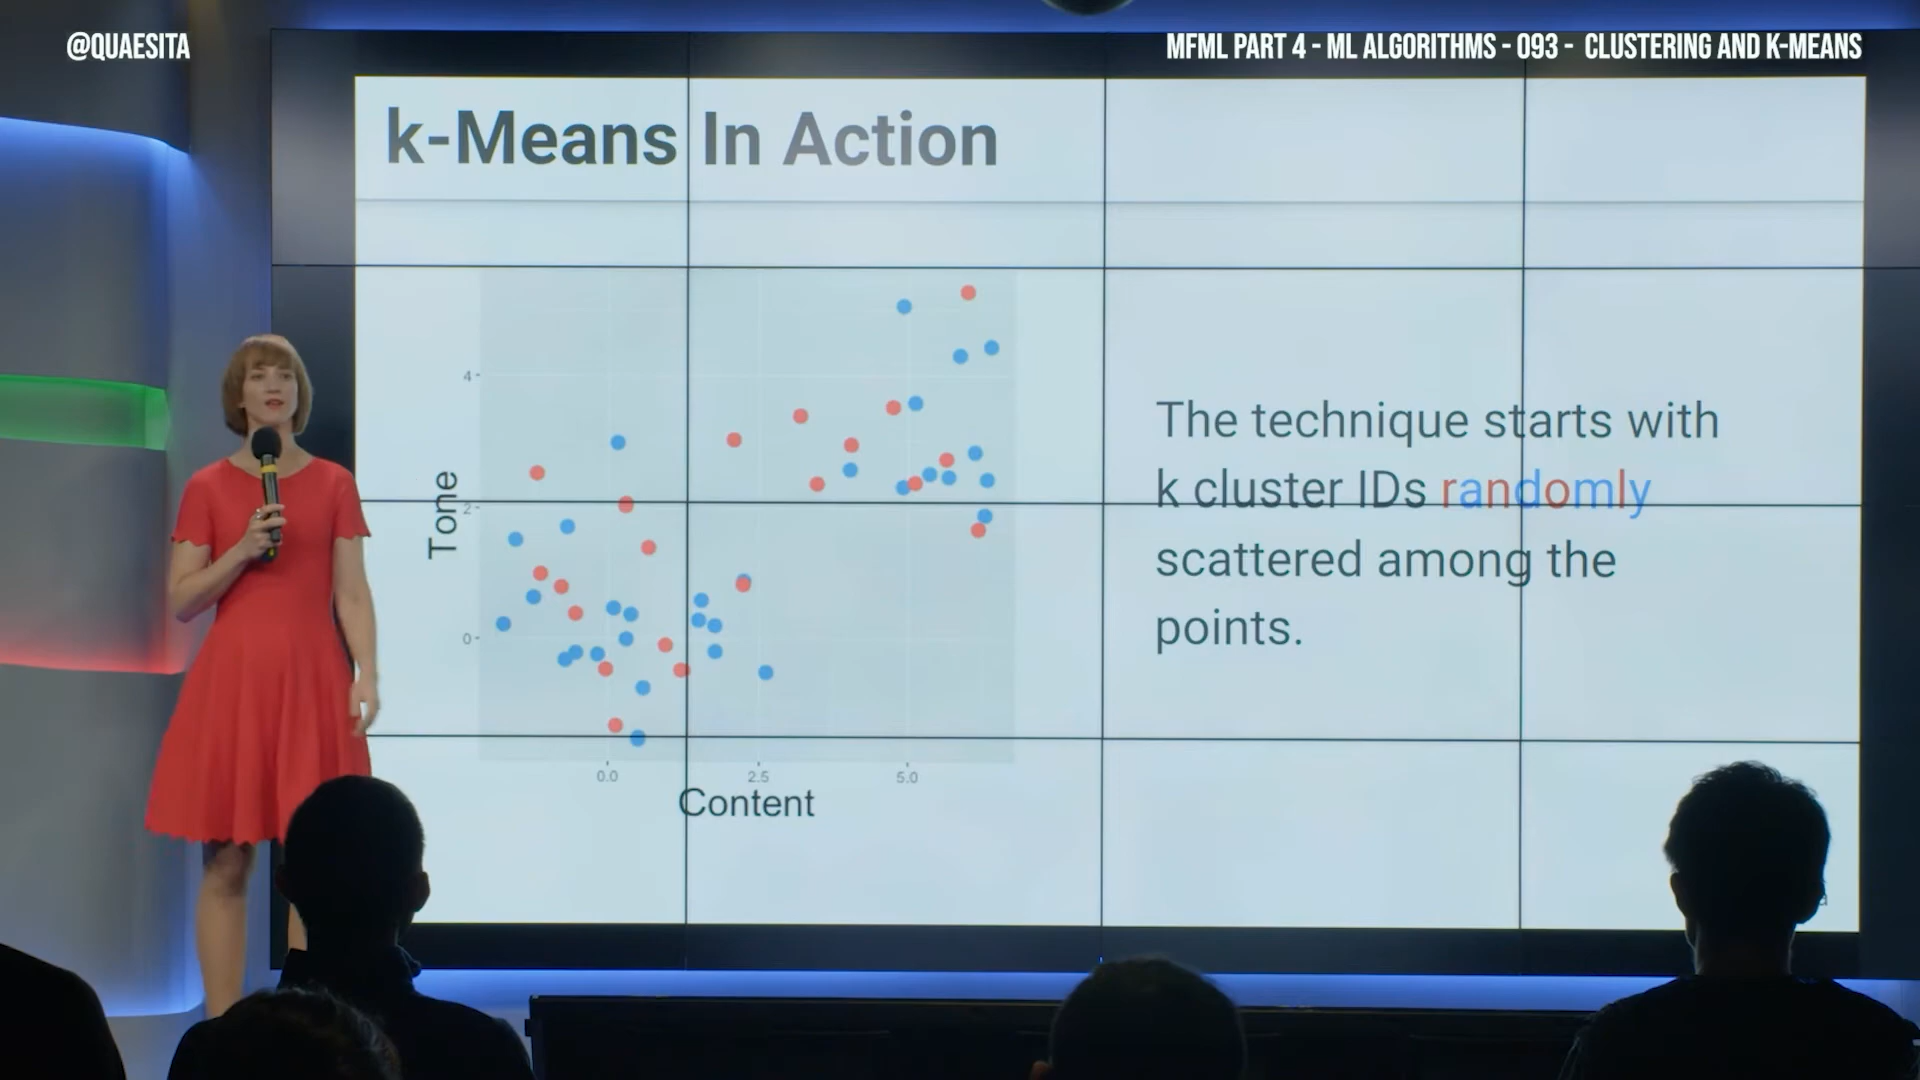 @QUAESITA
MFML PART 4 - ML ALGORITHMS - 093 - CLUSTERING AND K-MEANS
k-Means In Action
4
2
0
Tone
0.0 2.5 5.0
Content
The technique starts with
k cluster IDs randomly
scattered among the
points.